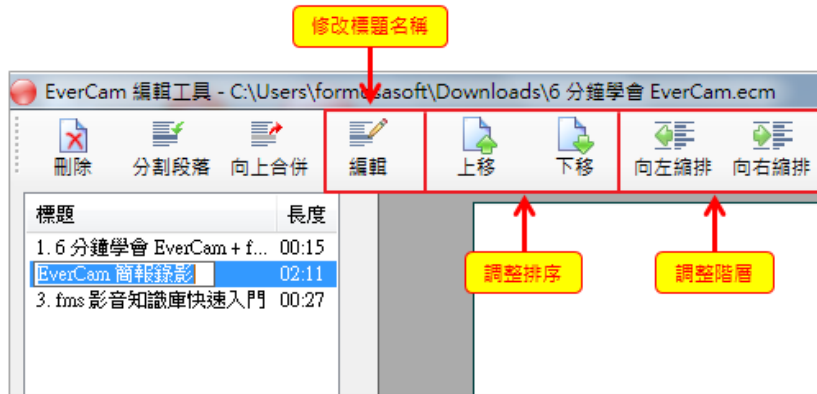 修改標題名稱
EverCam 編輯工具 - C:\Users\formosasoft\Downloads\6 分鐘學會 EverCam.ecm
刪除 分割段落 向上合併 編輯 上移 下移 向左縮排 向右縮排
標題 長度
1. 6 分鐘學會 EverCam + f... 00:15
EverCam 簡報錄影 02:11
3. fms 影音知識庫快速入門 00:27
調整排序 調整階層